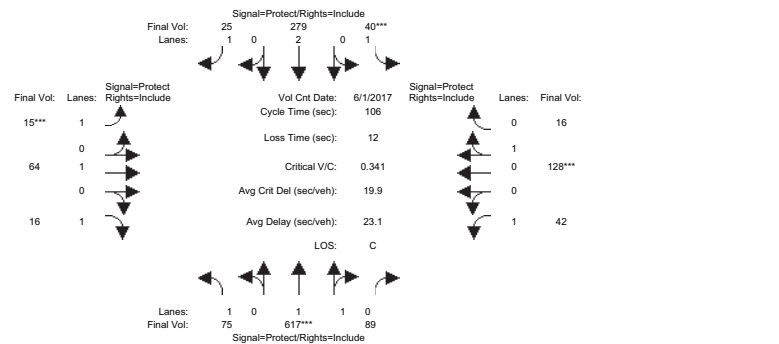 Signal=Protect/Rights=Include
Final Vol: 25 279 40***
Lanes: 1 0 2 0 1
Signal=Protect Signal=Protect
Final Vol: Lanes: Rights=Include Vol Cnt Date: 6/1/2017 Rights=Include Lanes: Final Vol:
Cycle Time (sec): 106
15*** 1 0 16
Loss Time (sec): 12
0 1
64 1 Critical V/C: 0.341 0 128***
0 Avg Crit Del (sec/veh): 19.9 0
16 1 Avg Delay (sec/veh): 23.1 1 42
LOS: C
Lanes: 1 0 1 1 0
Final Vol: 75 617*** 89
Signal=Protect/Rights=Include